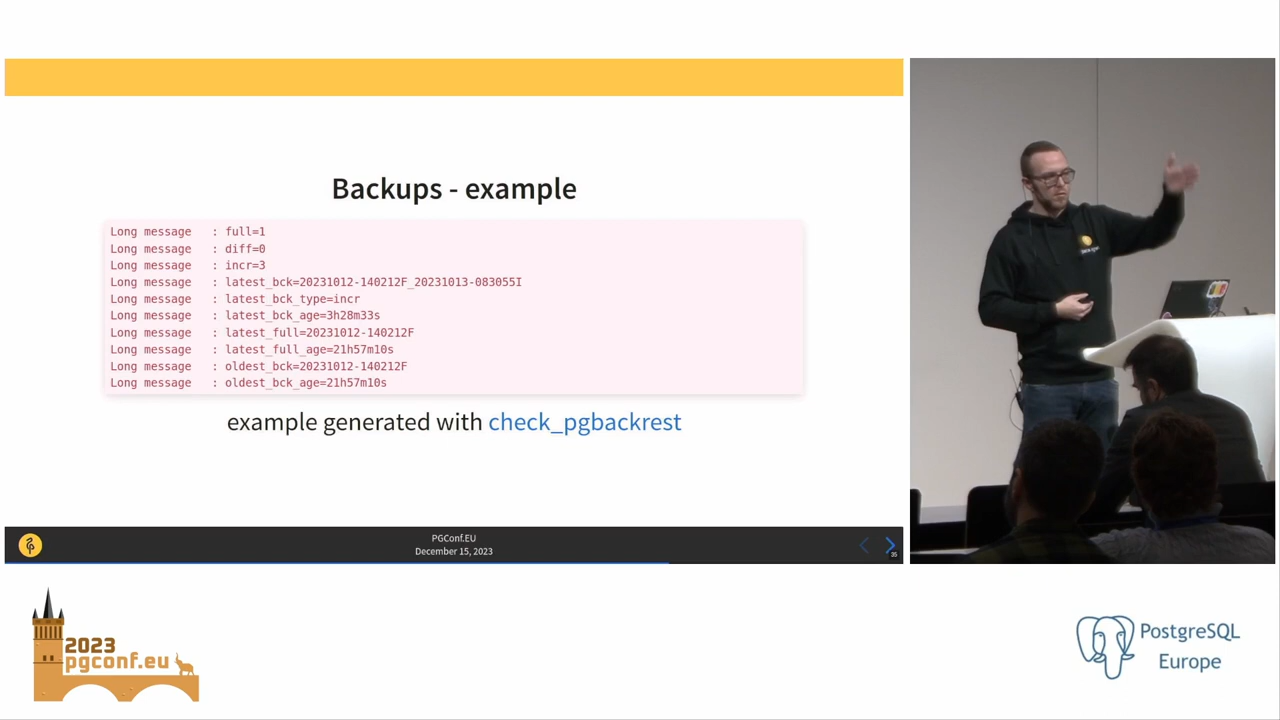 Backups - example
Long message   : full=1
Long message   : diff=0
Long message   : incr=3
Long message   : latest_bck=20231012-140212F_20231013-083055I
Long message   : latest_bck_type=incr
Long message   : latest_bck_age=3h28m33s
Long message   : latest_full=20231012-140212F
Long message   : latest_full_age=21h57m10s
Long message   : oldest_bck=20231012-140212F
Long message   : oldest_bck_age=21h57m10s
example generated with check_pgbackrest
PGConf.EU
December 15, 2023
35
2023
pgconf.eu
PostgreSQL
Europe